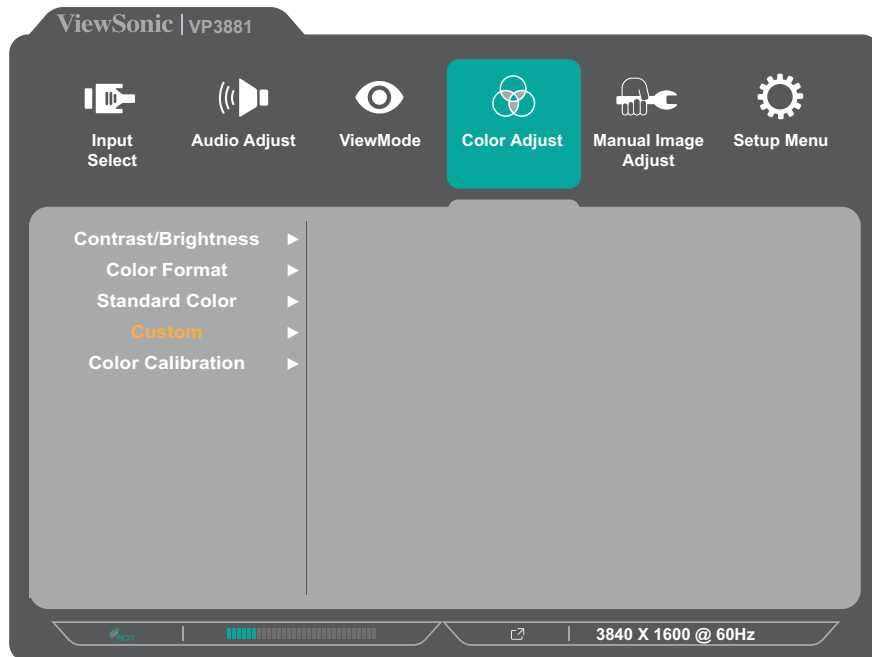 ViewSonic | VP3881
Input
Select
Audio Adjust
ViewMode
Color Adjust
Manual Image
Adjust
Setup Menu
Contrast/Brightness
Color Format
Standard Color
Custom
Color Calibration
eco
3840 X 1600 @ 60Hz